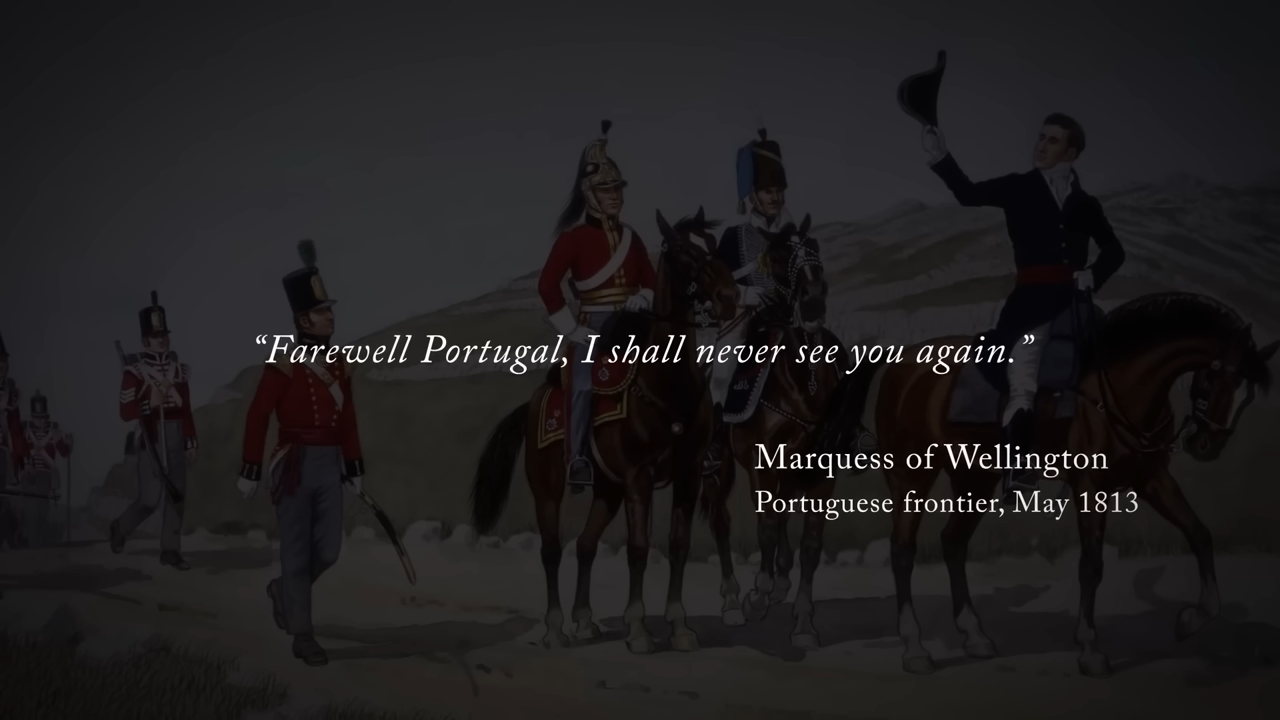 “Farewell Portugal, I shall never see you again.”
Marquess of Wellington
Portuguese frontier, May 1813